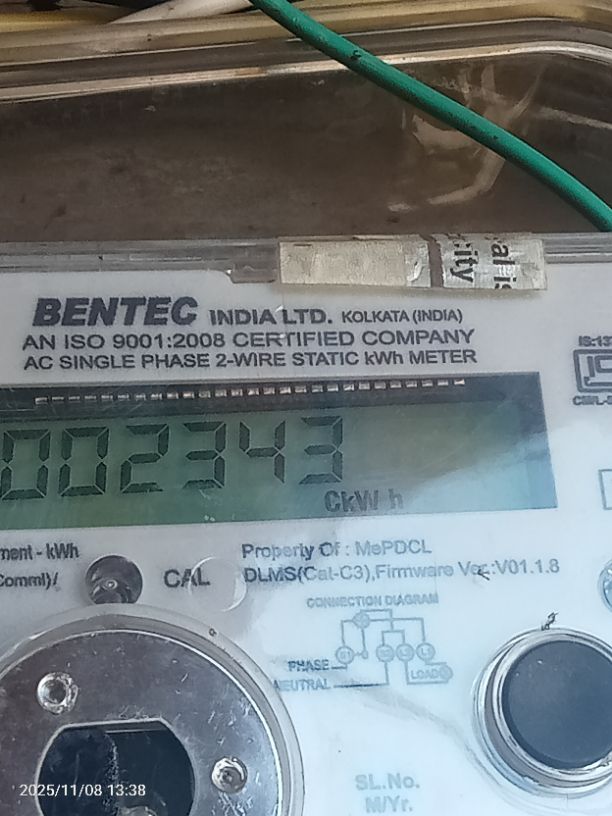 BENTEC INDIA LTD. KOLKATA (INDIA)
AN ISO 9001:2008 CERTIFIED COMPANY
AC SINGLE PHASE 2-WIRE STATIC kWh METER
002343
CkWh
ment - kWh
Property Of : MePDCL
Comml)/
CAL
DLMS(Cat-C3),Firmware Ver.:V01.1.8
CONNECTION DIAGRAM
PHASE
NEUTRAL
LOAD
SL.No.
M/Yr.
2025/11/08 13:38